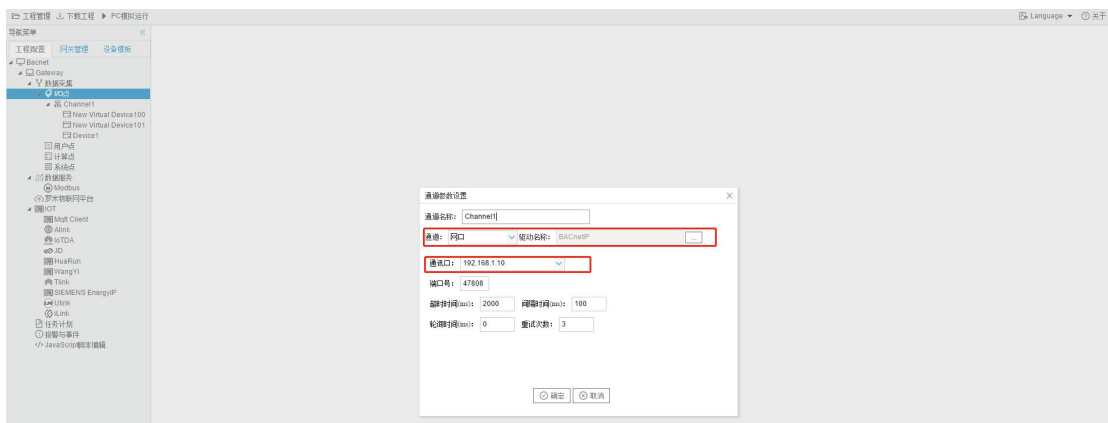 工程管理 下载工程 PC模拟运行 Language 关于
导航菜单
工程配置 网关管理 设备模板
Bacnet
Gateway
数据采集
I/O点
Channel1
New Virtual Device100
New Virtual Device101
Device1
用户点
计算点
系统点
数据服务
Modbus
罗米物联网平台
IOT
Mqtt Client
Alink
IoTDA
JD
HuaRun
WangYi
Tlink
SIEMENS EnergyIP
Ulink
iLink
任务计划
报警与事件
JavaScript脚本编辑
通道参数设置
通道名称: Channel1
通道: 网口 驱动名称: BACnetIP ...
通讯口: 192.168.1.10
端口号: 47808
超时时间(ms): 2000 间隔时间(ms): 100
轮询时间(ms): 0 重试次数: 3
确定 取消